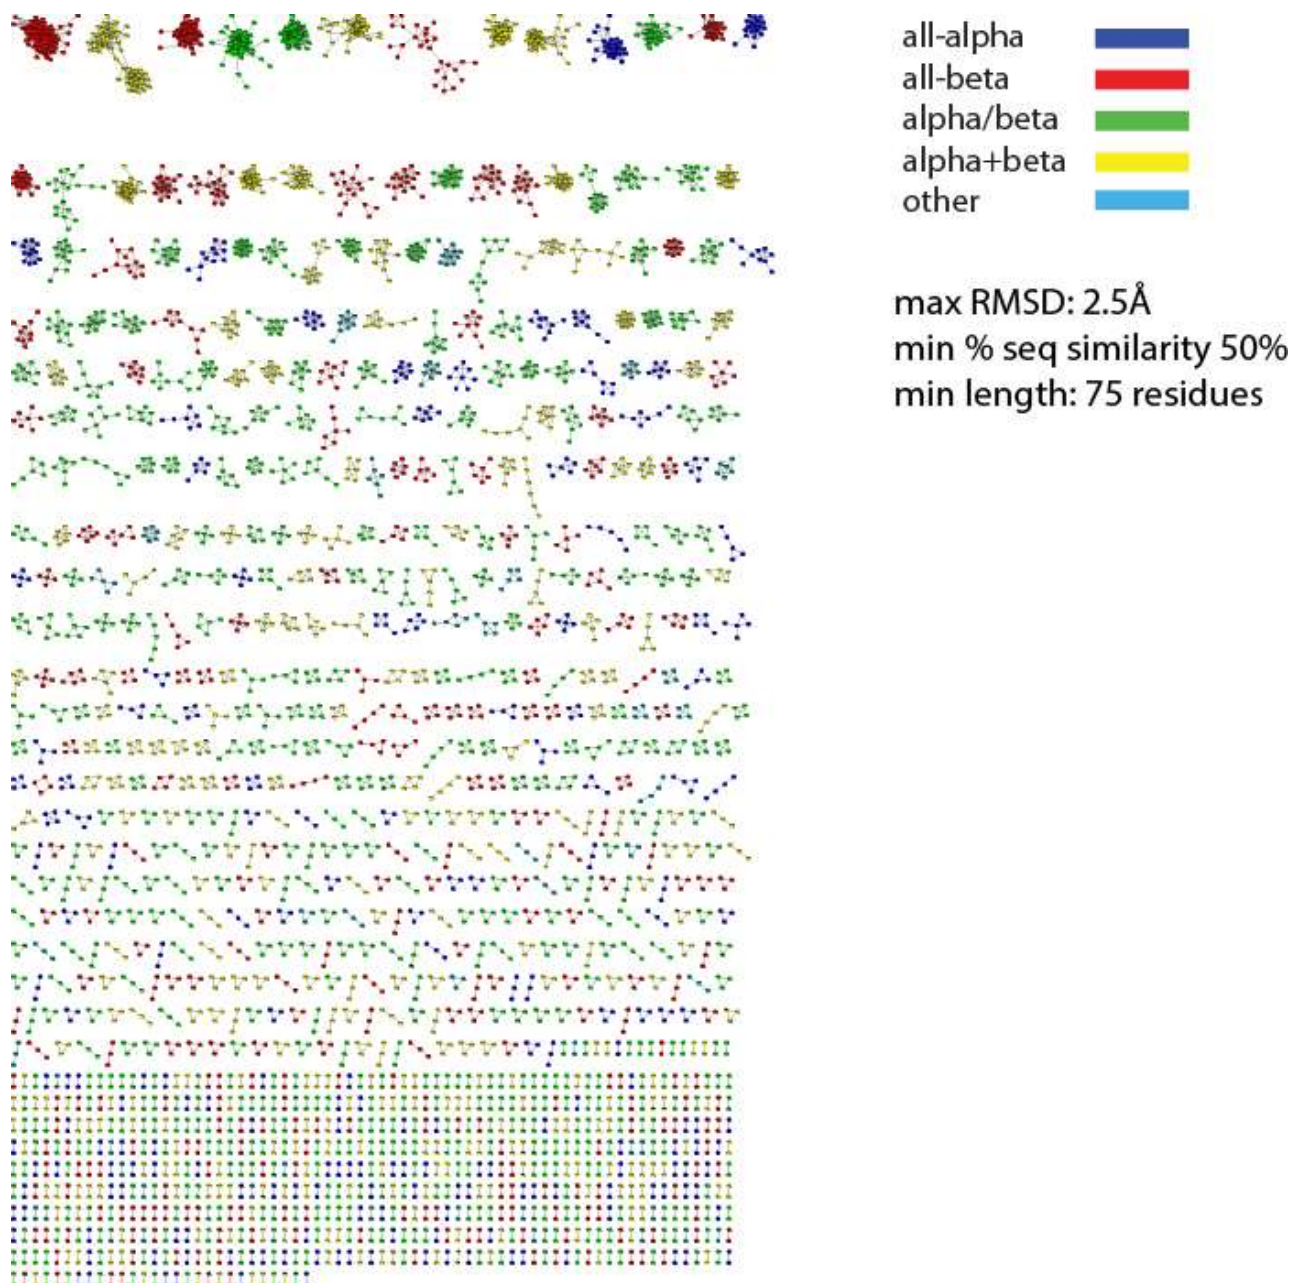 all-alpha
all-beta
alpha/beta
alpha+beta
other
max RMSD: 2.5Å
min % seq similarity 50%
min length: 75 residues